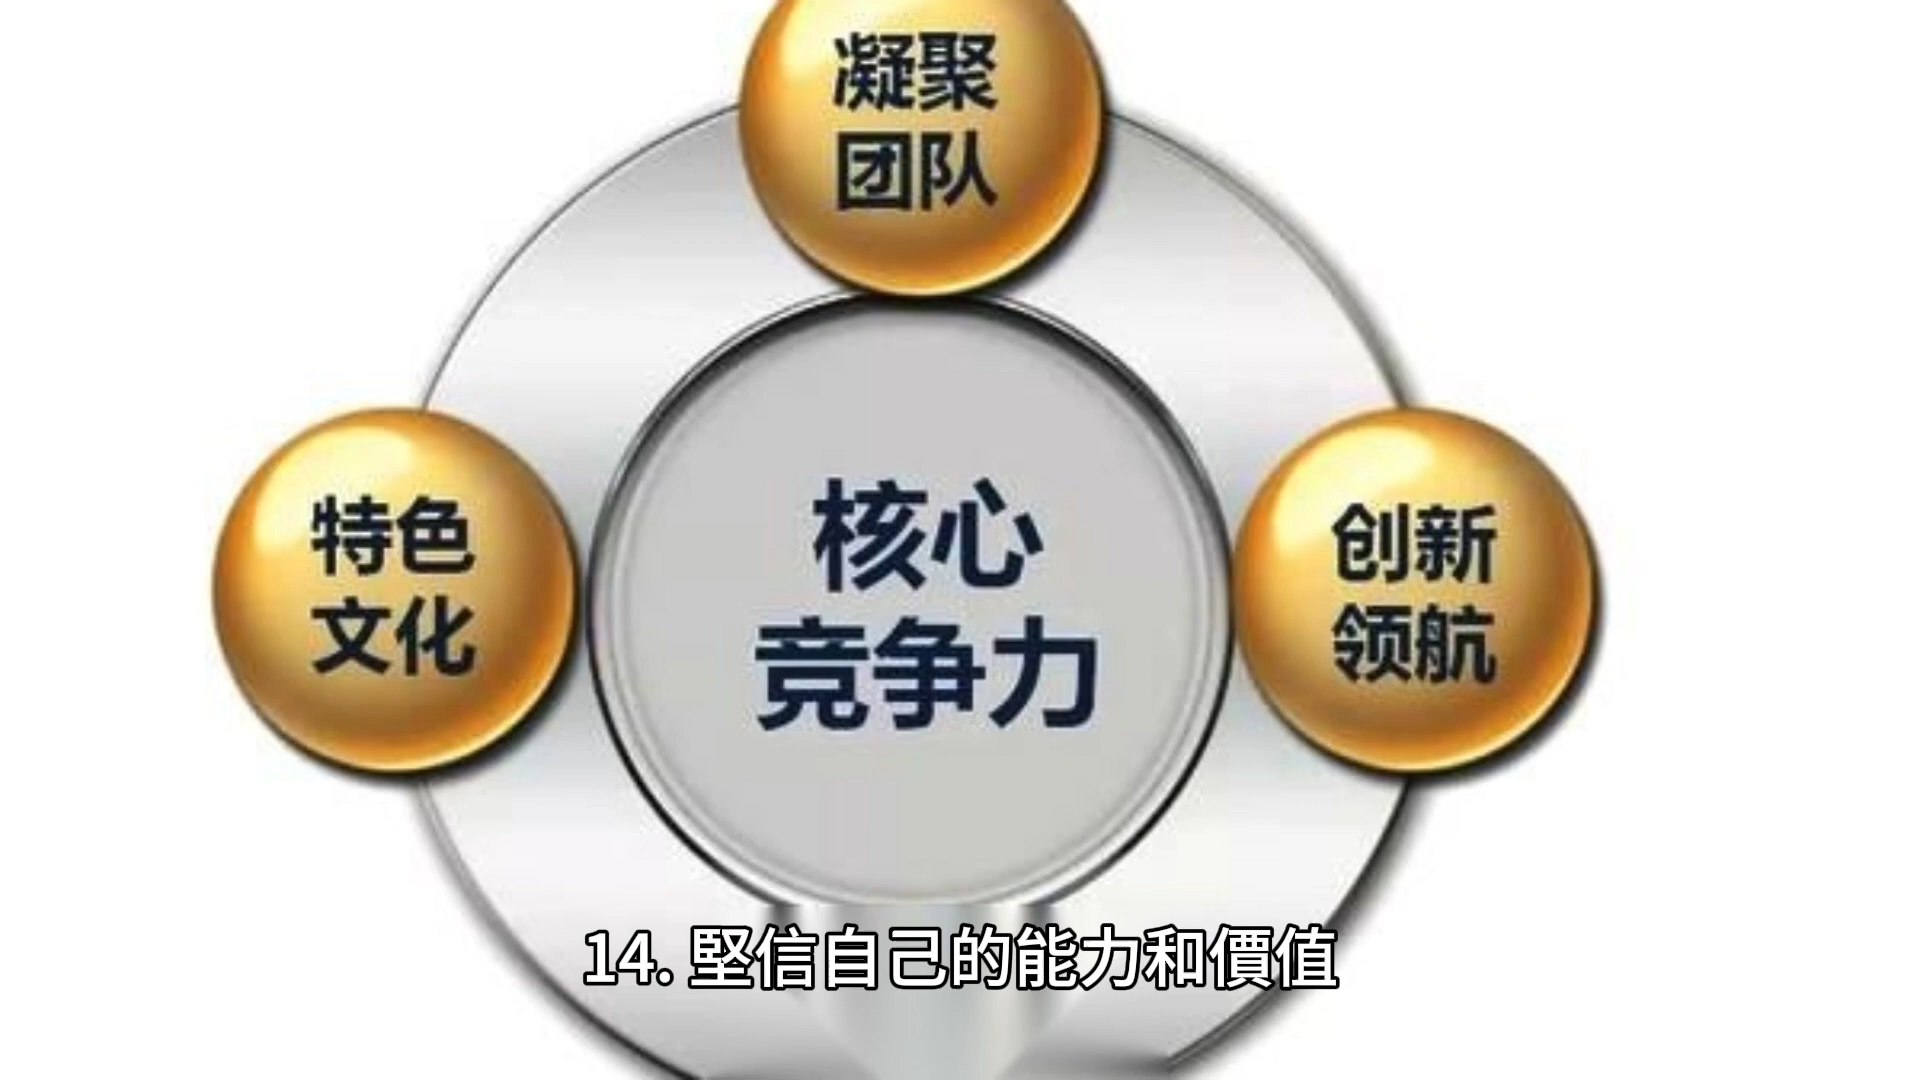 凝聚
团队
特色
文化
核心
竞争力
创新
领航
14. 堅信自己的能力和價值